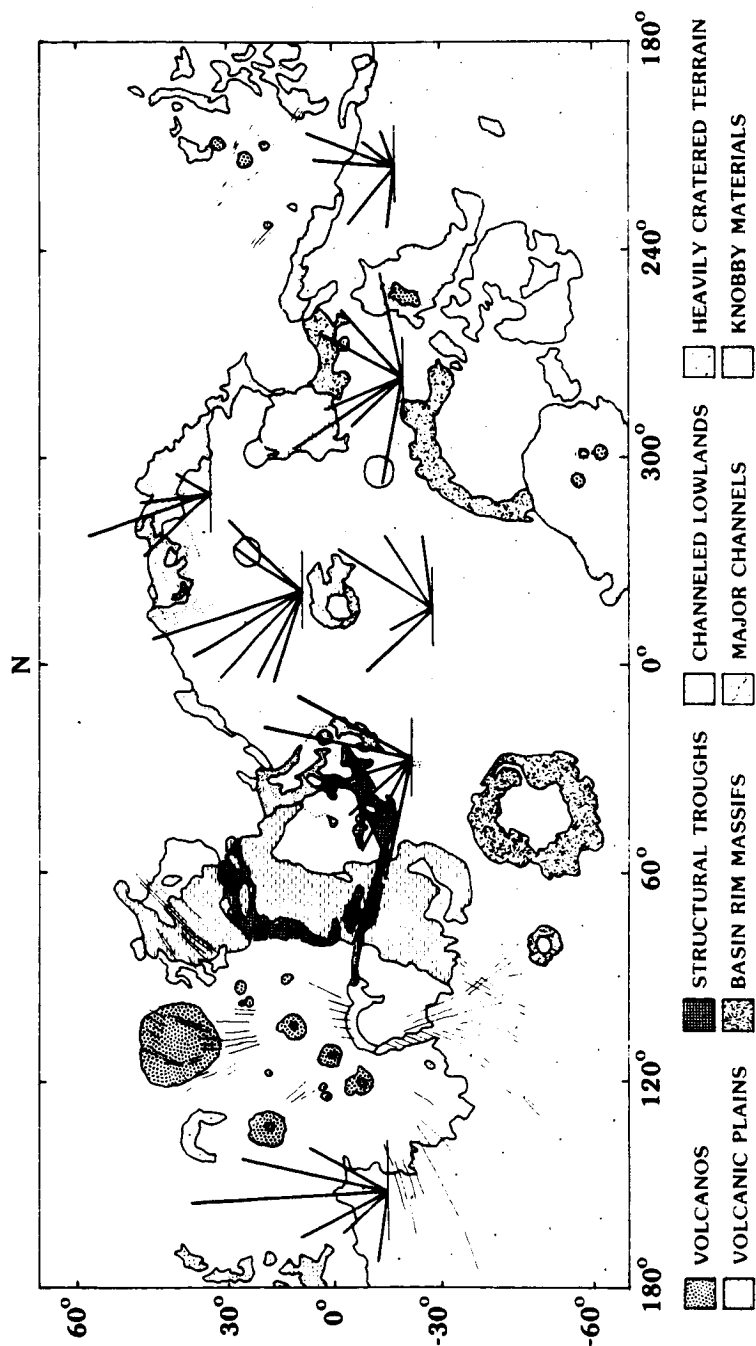 N
60°
30°
0°
-30°
-60°
180°
120°
60°
0°
300°
240°
180°
VOLCANOS
STRUCTURAL TROUGHS
CHANNELED LOWLANDS
HEAVILY CRATERED TERRAIN
VOLCANIC PLAINS
BASIN RIM MASSIFS
MAJOR CHANNELS
KNOBBY MATERIALS